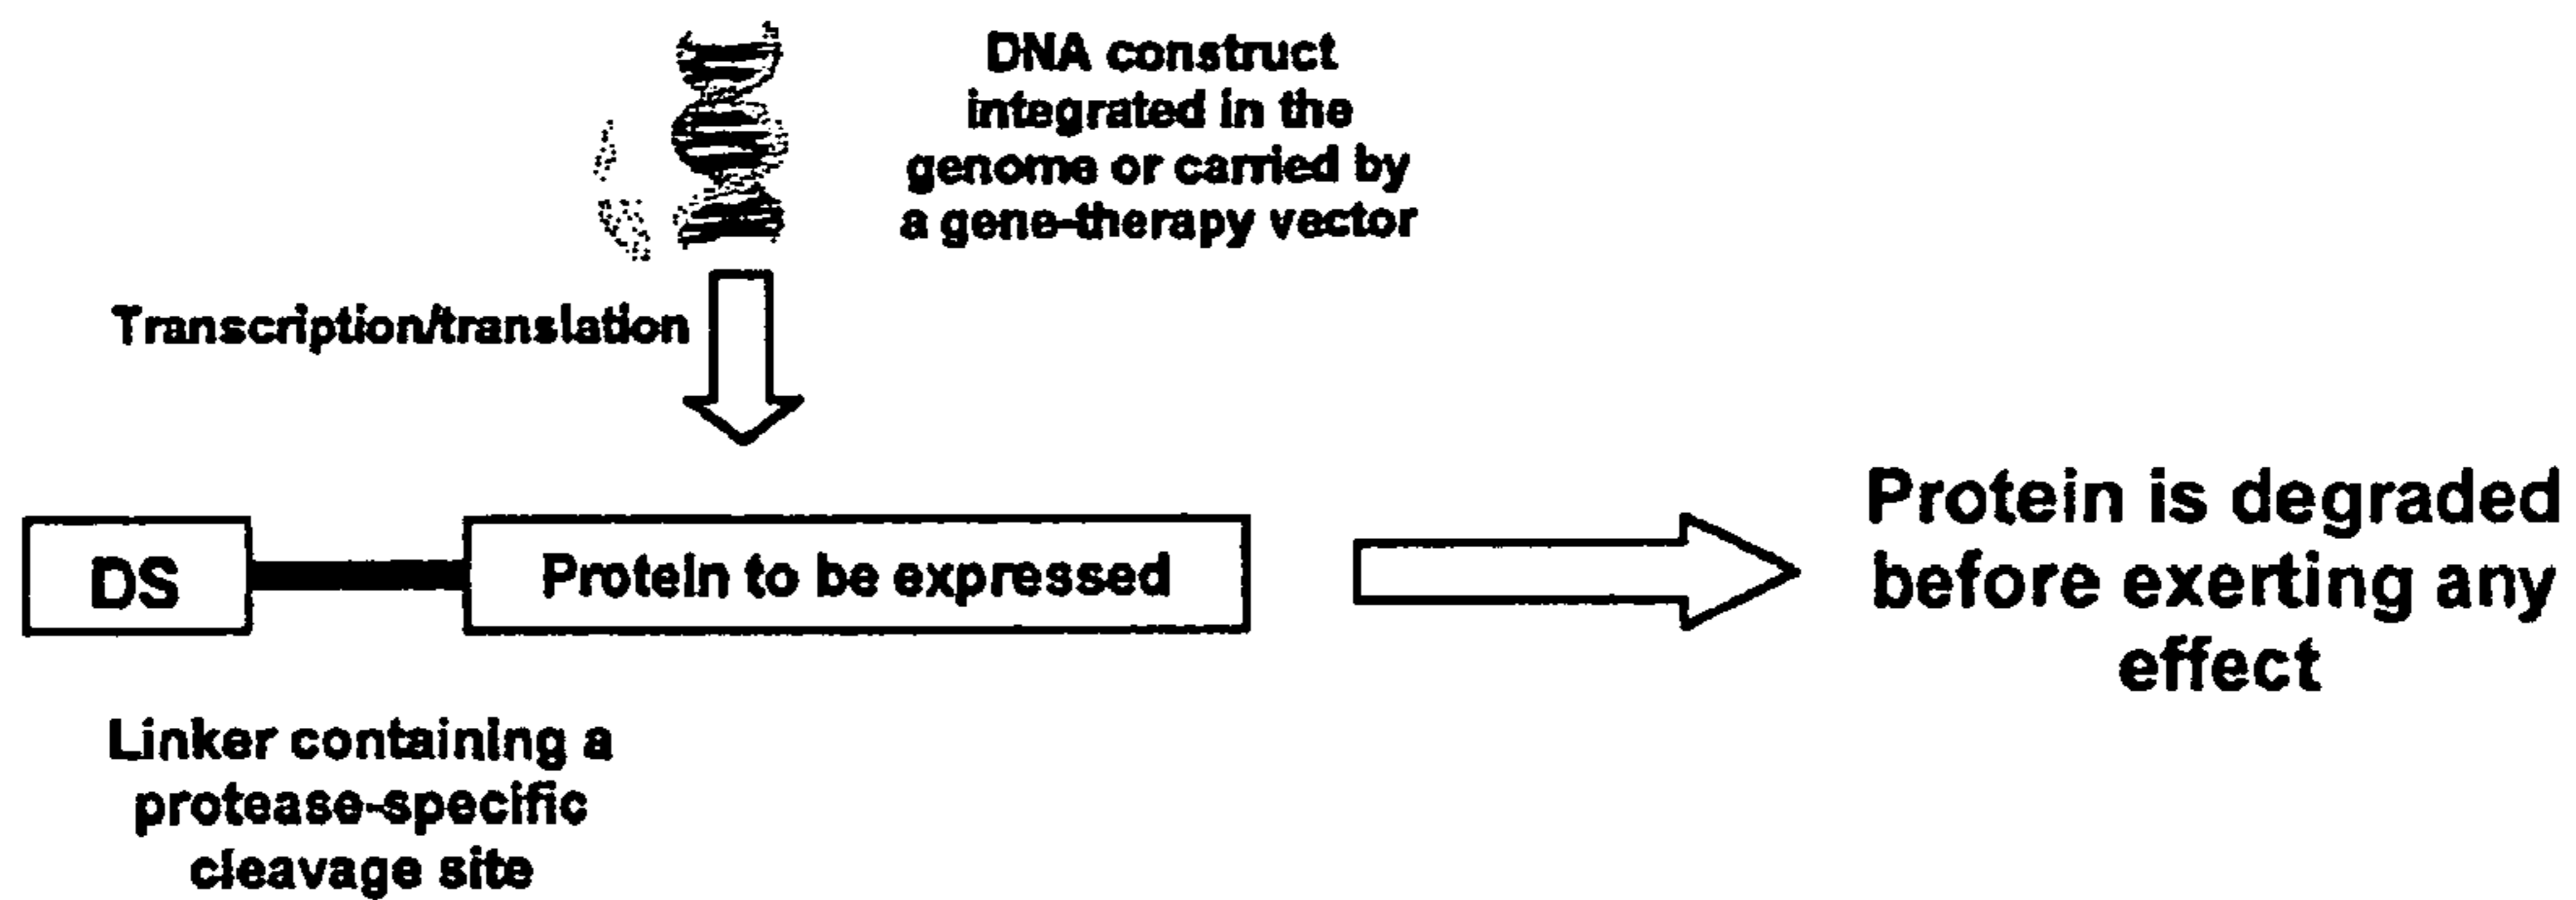 DNA construct
integrated in the
genome or carried by
a gene-therapy vector
Transcription/translation
DS
Protein to be expressed
Protein is degraded
before exerting any
effect
Linker containing a
protease-specific
cleavage site